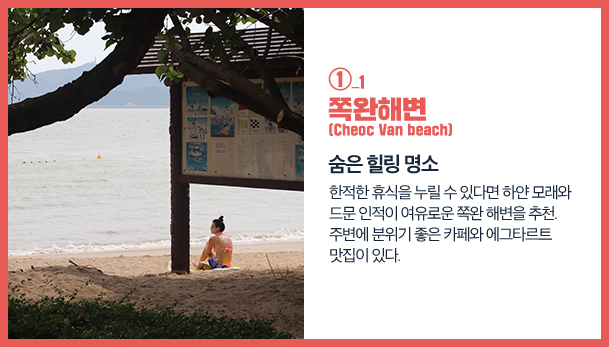 ①_1
쪽완해변
(Cheoc Van beach)
숨은 힐링 명소
한적한 휴식을 누릴 수 있다면 하얀 모래와
드문 인적이 여유로운 쪽완 해변을 추천.
주변에 분위기 좋은 카페와 에그타르트
맛집이 있다.